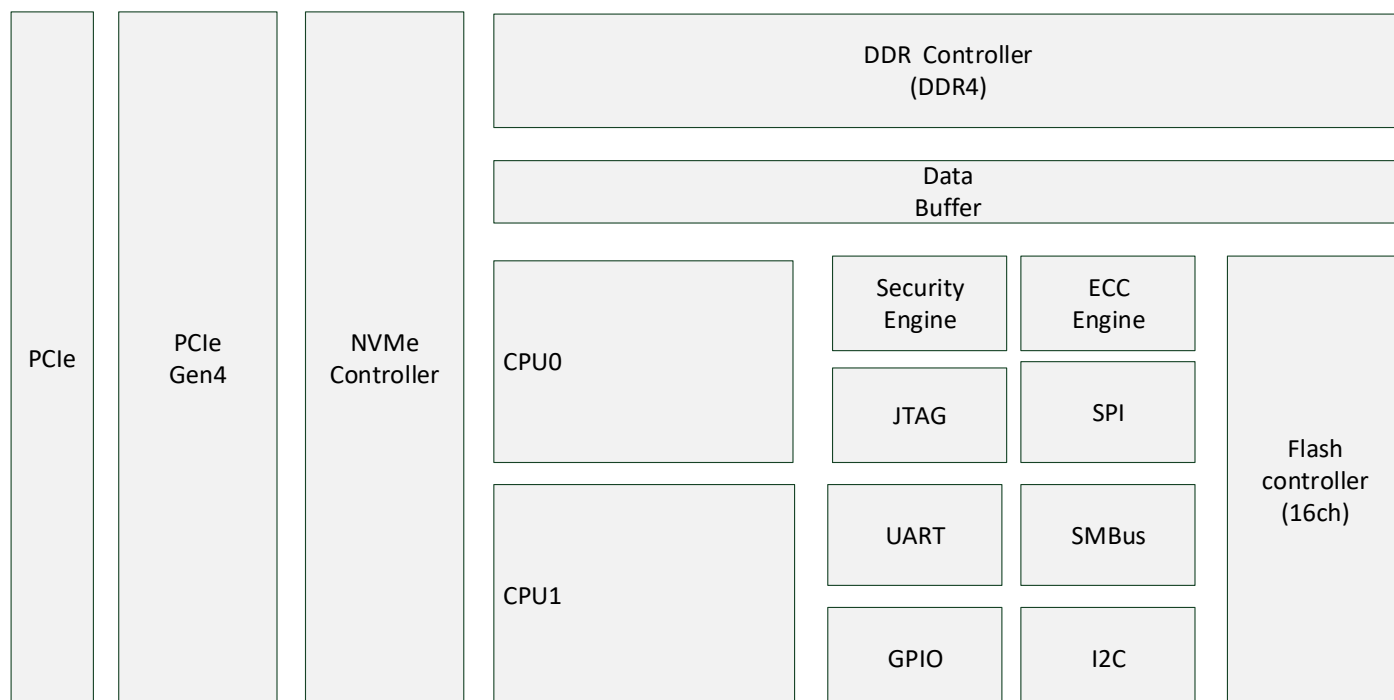 PCIe
PCIe
Gen4
NVMe
Controller
DDR Controller
(DDR4)
Data
Buffer
CPU0
CPU1
Security
Engine
ECC
Engine
JTAG
SPI
UART
SMBus
GPIO
I2C
Flash
controller
(16ch)